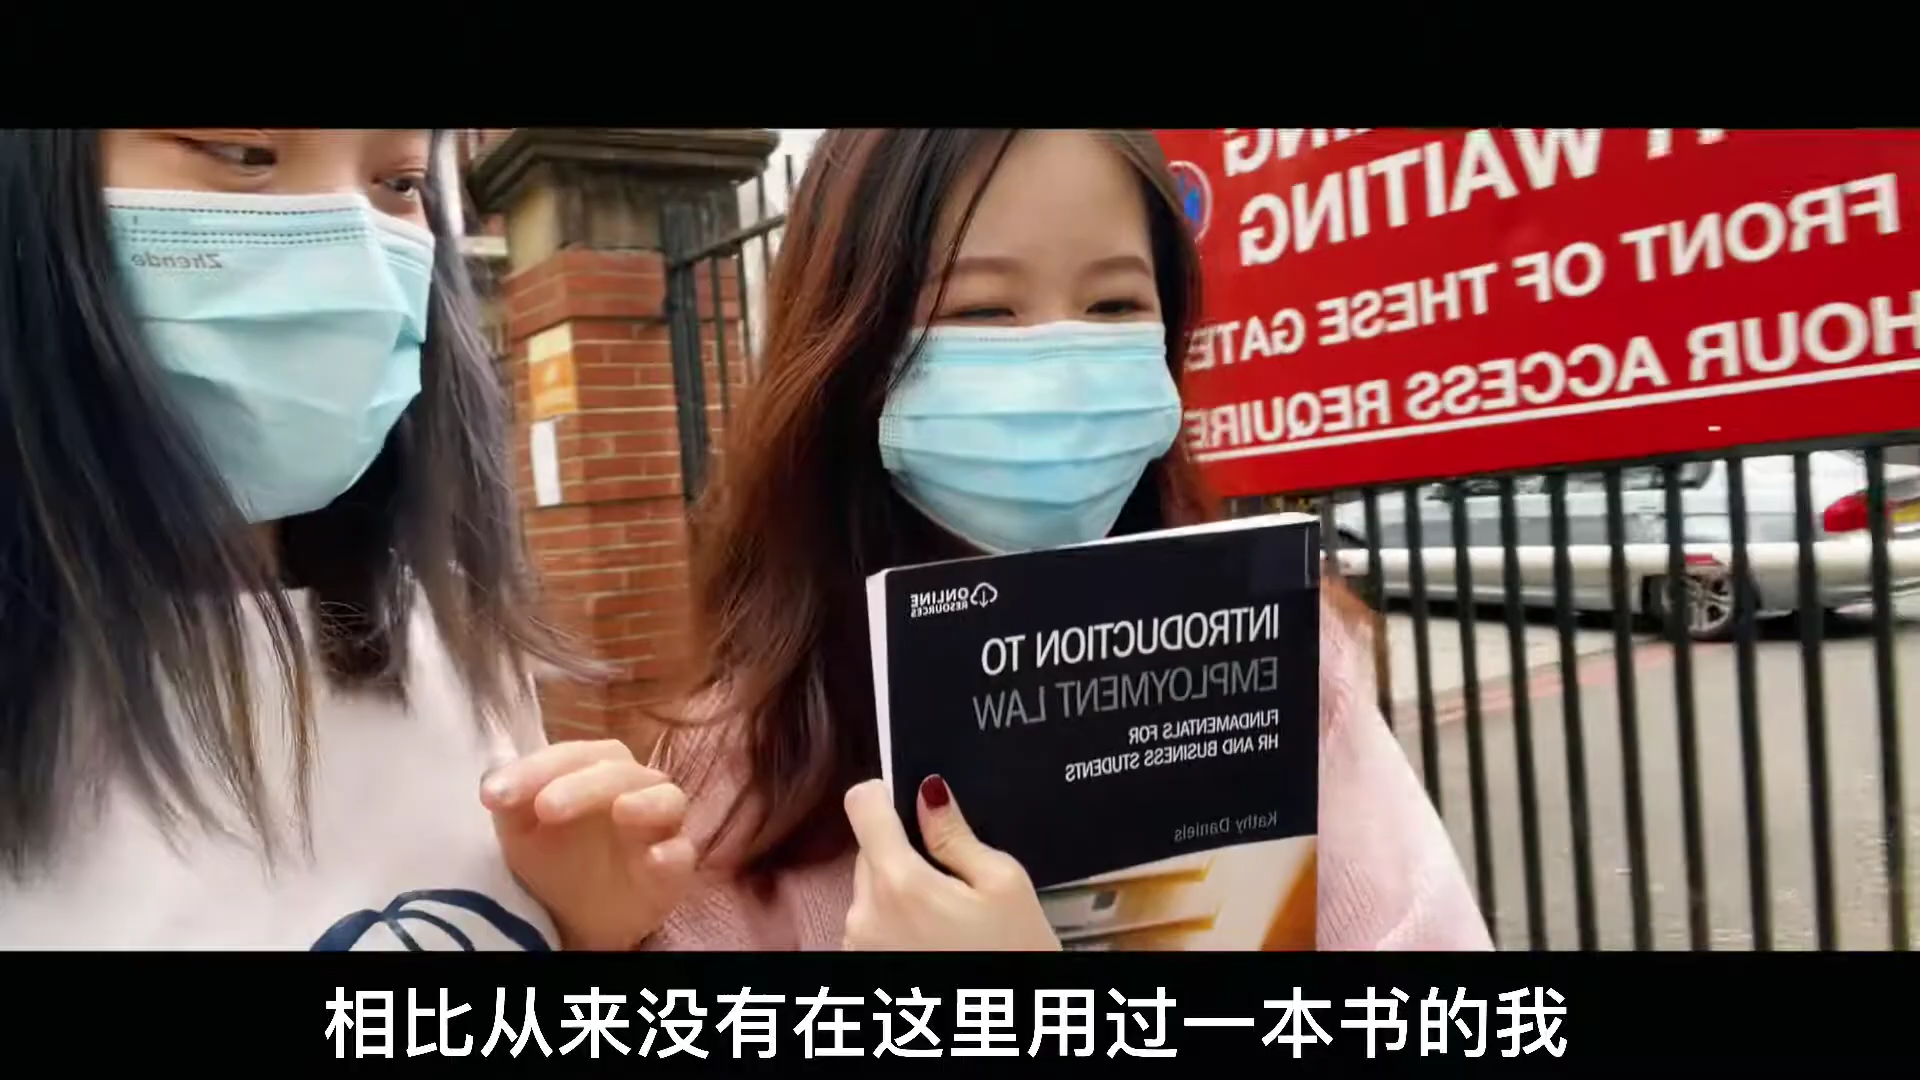 Zhende
WAITING
WAITING
FRONT OF THESE GATE
HOUR ACCESS REQUIRE
ONLINE
RESOURCES
INTRODUCTION TO
EMPLOYMENT LAW
FUNDAMENTALS FOR
HR AND BUSINESS STUDENTS
Kathy Daniels
相比从来没有在这里用过一本书的我